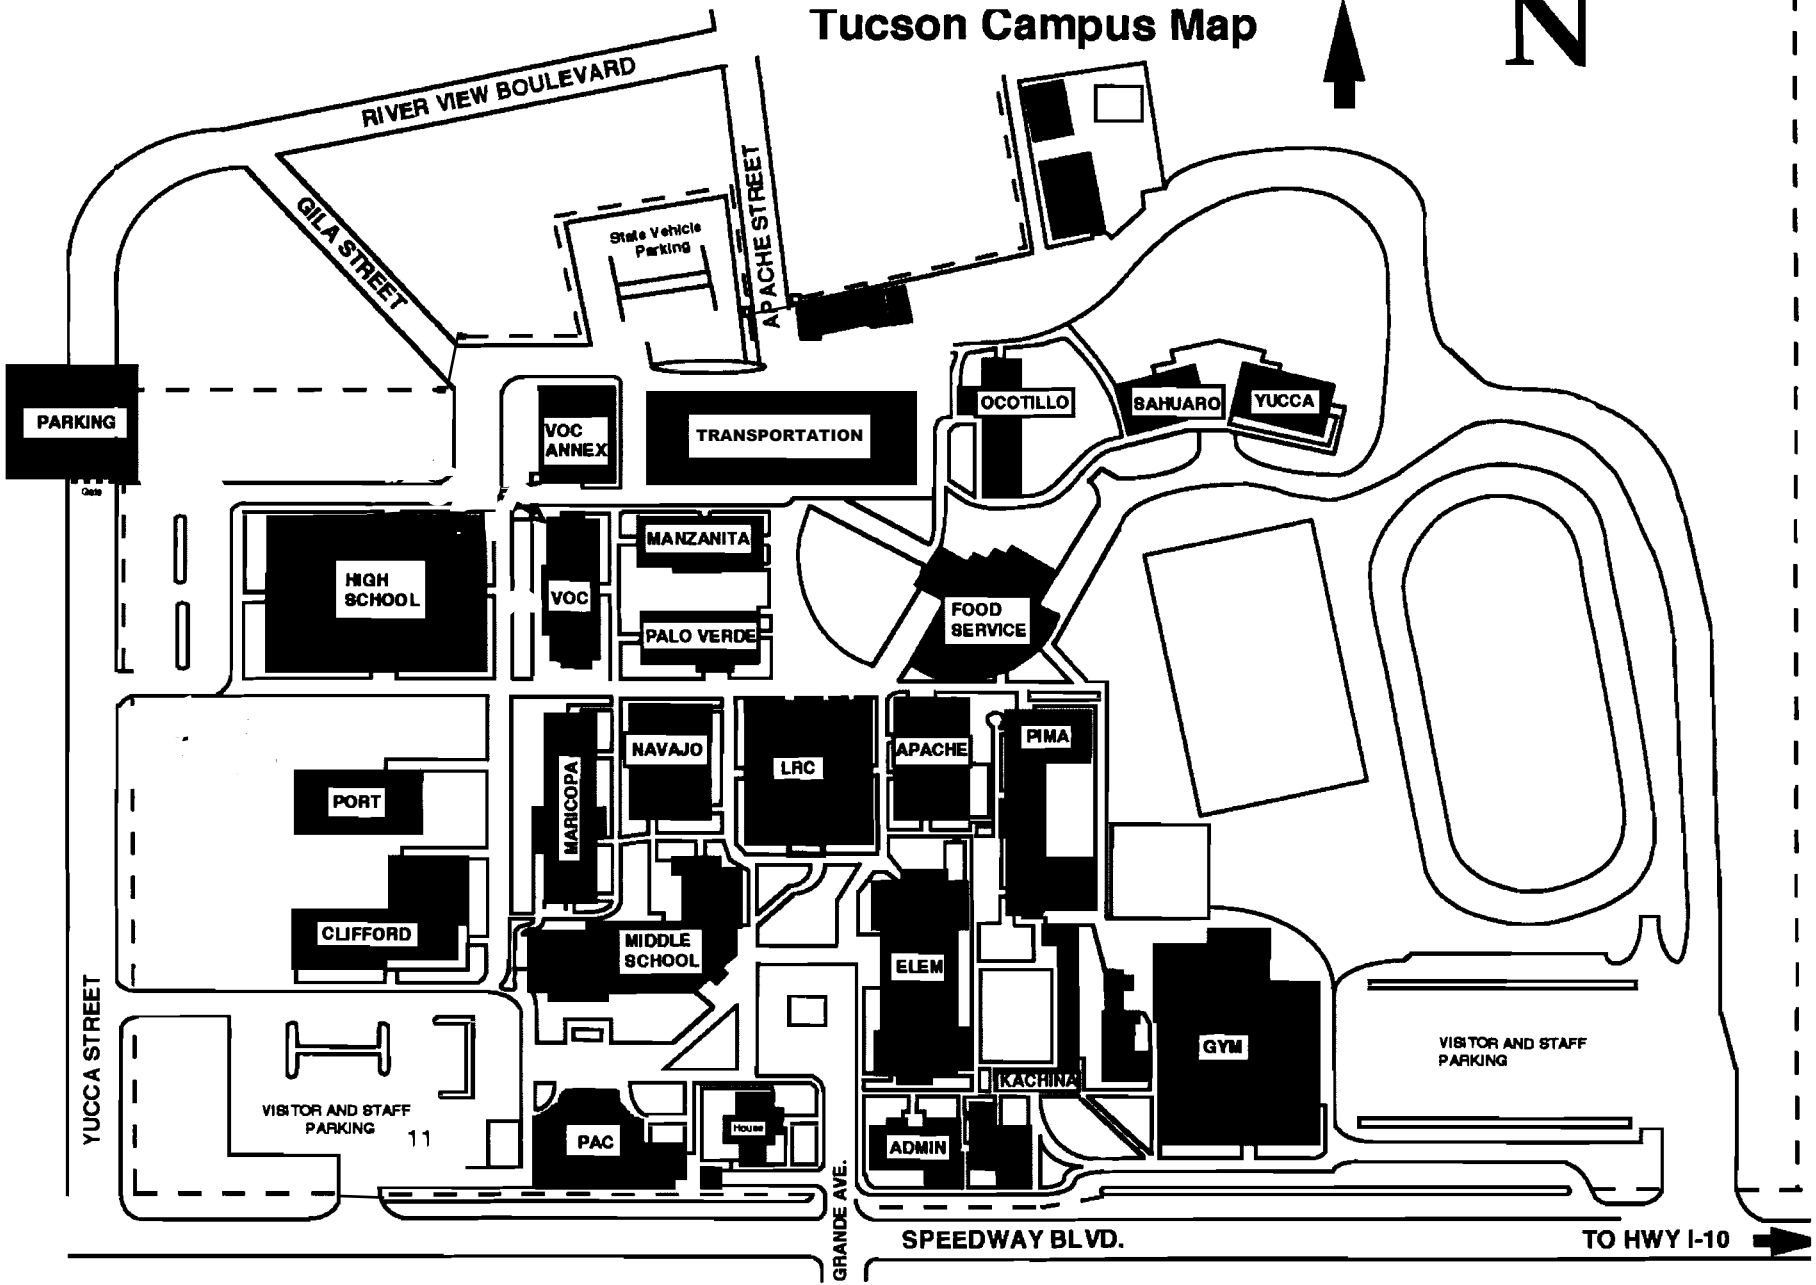 Tucson Campus Map
N
RIVER VIEW BOULEVARD
GILA STREET
State Vehicle
Parking
APACHE STREET
PARKING
Gate
VOC
ANNEX
TRANSPORTATION
OCOTILLO
SAHUARO
YUCCA
HIGH
SCHOOL
VOC
MANZANITA
PALO VERDE
FOOD
SERVICE
PORT
MARICOPA
NAVAJO
LRC
APACHE
PIMA
CLIFFORD
MIDDLE
SCHOOL
ELEM
GYM
KACHINA
VISITOR AND STAFF
PARKING
YUCCA STREET
VISITOR AND STAFF
PARKING
11
PAC
House
ADMIN
GRANDE AVE.
SPEEDWAY BLVD.
TO HWY I-10